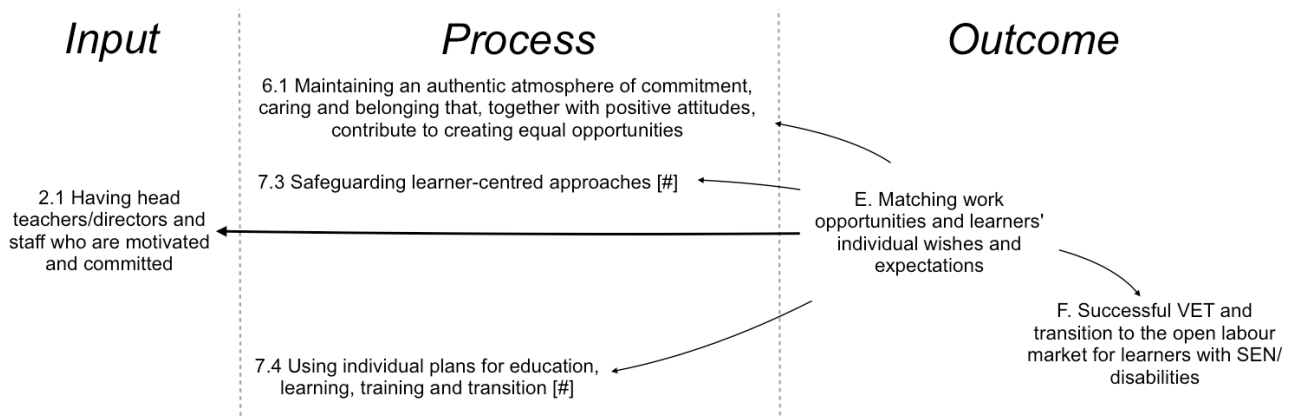 Input
Process
Outcome
6.1 Maintaining an authentic atmosphere of commitment,
caring and belonging that, together with positive attitudes,
contribute to creating equal opportunities
7.3 Safeguarding learner-centred approaches [#]
2.1 Having head
teachers/directors and
staff who are motivated
and committed
E. Matching work
opportunities and learners'
individual wishes and
expectations
F. Successful VET and
transition to the open labour
market for learners with SEN/
disabilities
7.4 Using individual plans for education,
learning, training and transition [#]